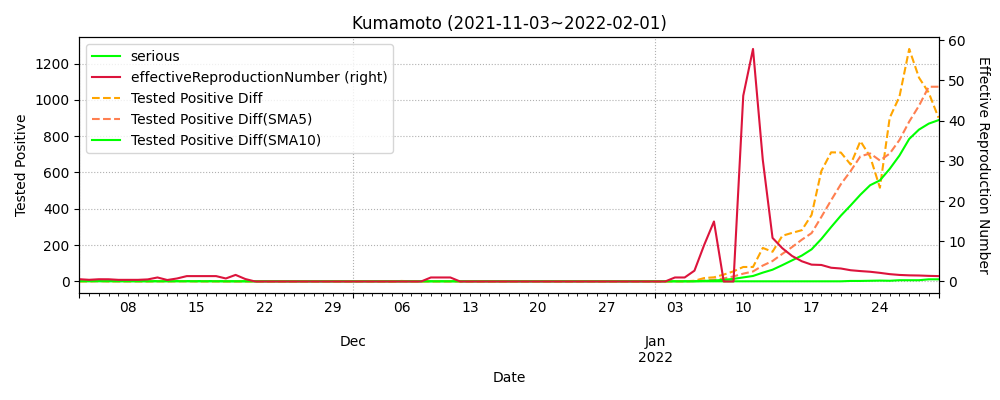 Kumamoto (2021-11-03~2022-02-01)
serious
effectiveReproductionNumber (right)
Tested Positive Diff
Tested Positive Diff(SMA5)
Tested Positive Diff(SMA10)
Tested Positive
1200
1000
800
600
400
200
0
Effective Reproduction Number
60
50
40
30
20
10
0
08 15 22 29 06 13 20 27 03 10 17 24
Dec Jan
2022
Date